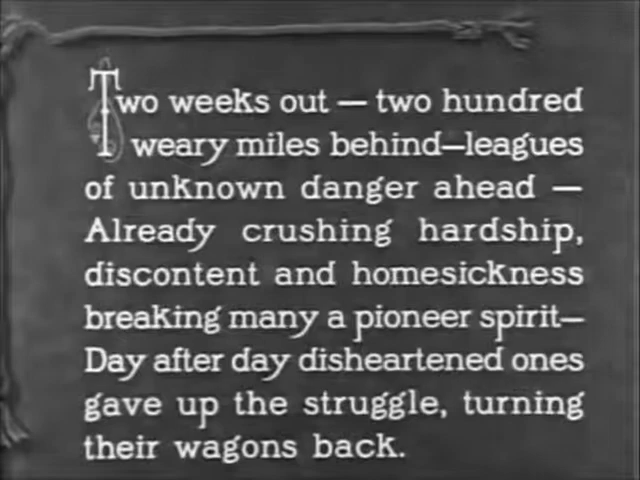 Two weeks out — two hundred
weary miles behind—leagues
of unknown danger ahead —
Already crushing hardship,
discontent and homesickness
breaking many a pioneer spirit—
Day after day disheartened ones
gave up the struggle, turning
their wagons back.